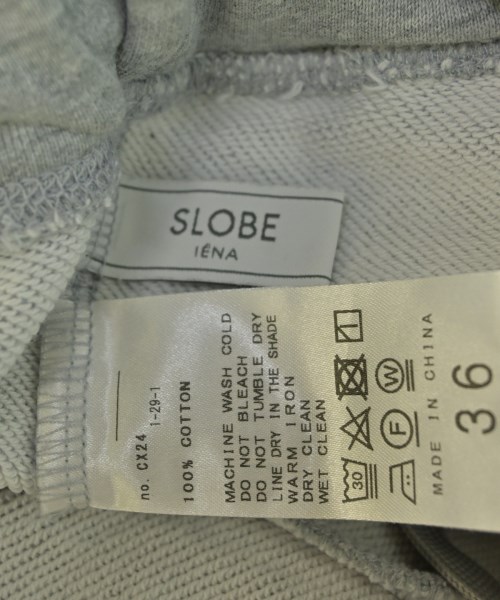 SLOBE
IÉNA
no. CX24 1-29-1
100% COTTON
MACHINE WASH COLD
DO NOT BLEACH
DO NOT TUMBLE DRY
LINE DRY IN THE SHADE
WARM IRON
DRY CLEAN
WET CLEAN
30
F
W
MADE IN CHINA
36